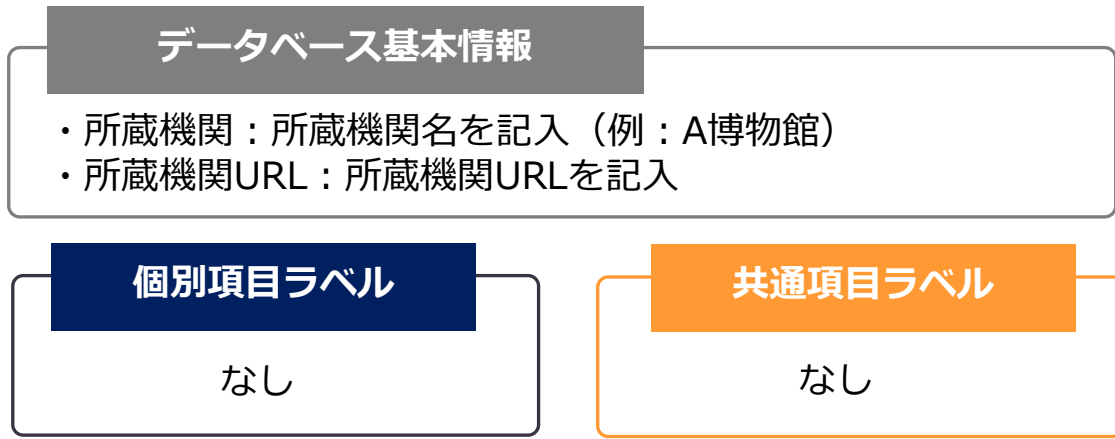 データベース基本情報
・所蔵機関：所蔵機関名を記入（例：A博物館）
・所蔵機関URL：所蔵機関URLを記入
個別項目ラベル
なし
共通項目ラベル
なし